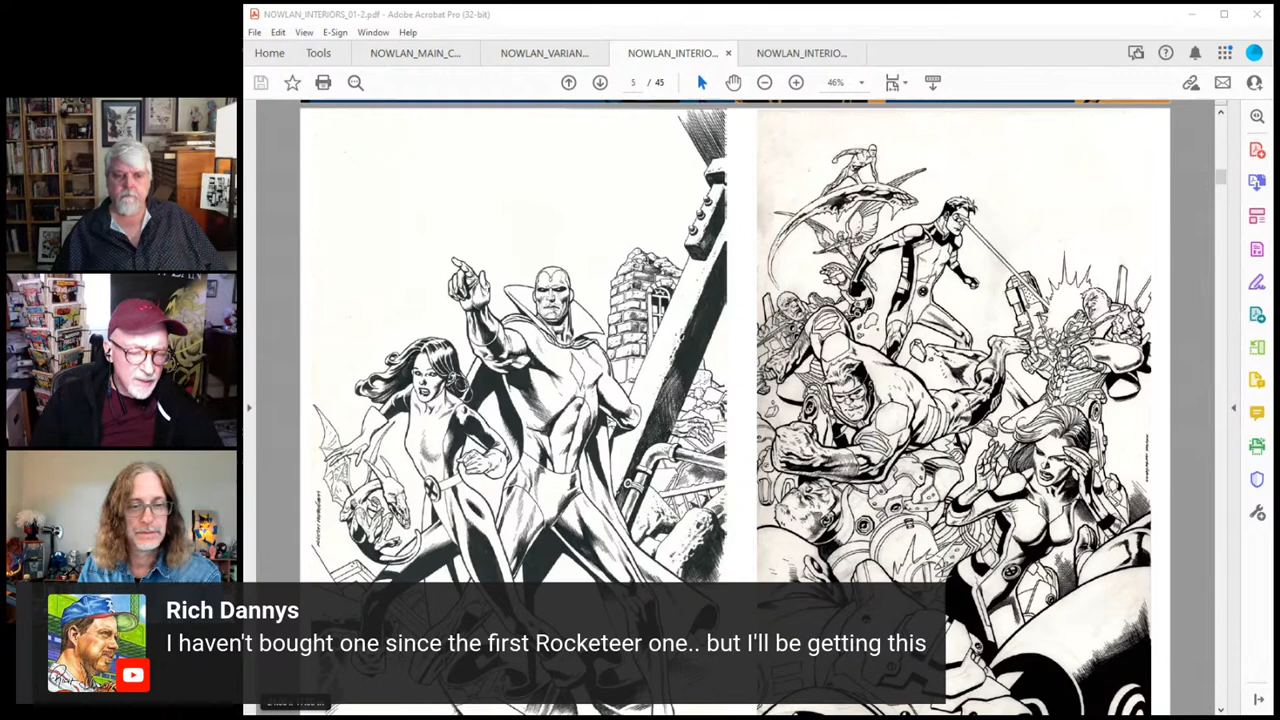 NOWLAN_INTERIORS_01-2.pdf - Adobe Acrobat Pro (32-bit)
File Edit View E-Sign Window Help
Home Tools NOWLAN_MAIN_C... NOWLAN_VARIAN... NOWLAN_INTERIO... × NOWLAN_INTERIO...
5 / 45 46%
Rich Dannys
I haven't bought one since the first Rocketeer one.. but I'll be getting this